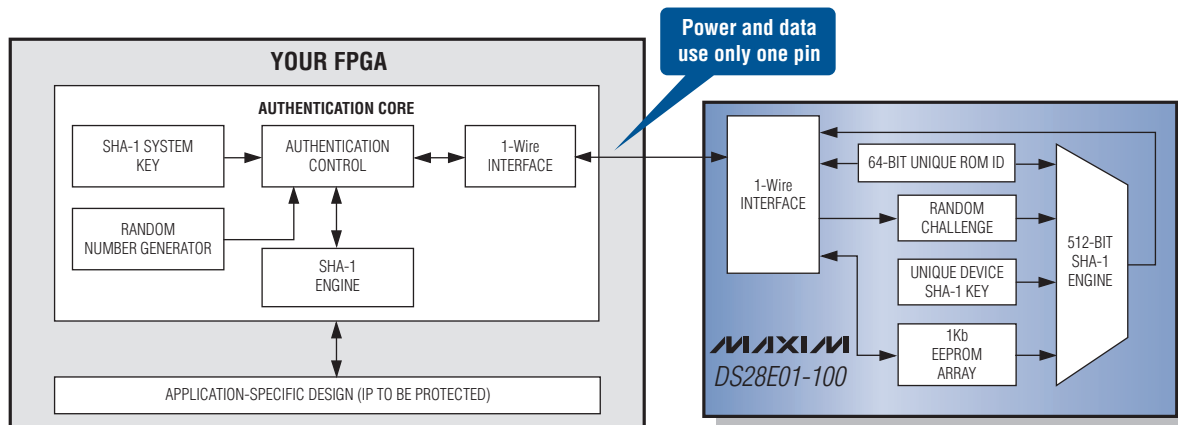 Power and data
use only one pin
YOUR FPGA
AUTHENTICATION CORE
SHA-1 SYSTEM
KEY
AUTHENTICATION
CONTROL
1-Wire
INTERFACE
RANDOM
NUMBER GENERATOR
SHA-1
ENGINE
APPLICATION-SPECIFIC DESIGN (IP TO BE PROTECTED)
1-Wire
INTERFACE
64-BIT UNIQUE ROM ID
RANDOM
CHALLENGE
UNIQUE DEVICE
SHA-1 KEY
1Kb
EEPROM
ARRAY
512-BIT
SHA-1
ENGINE
MAXIM
DS28E01-100